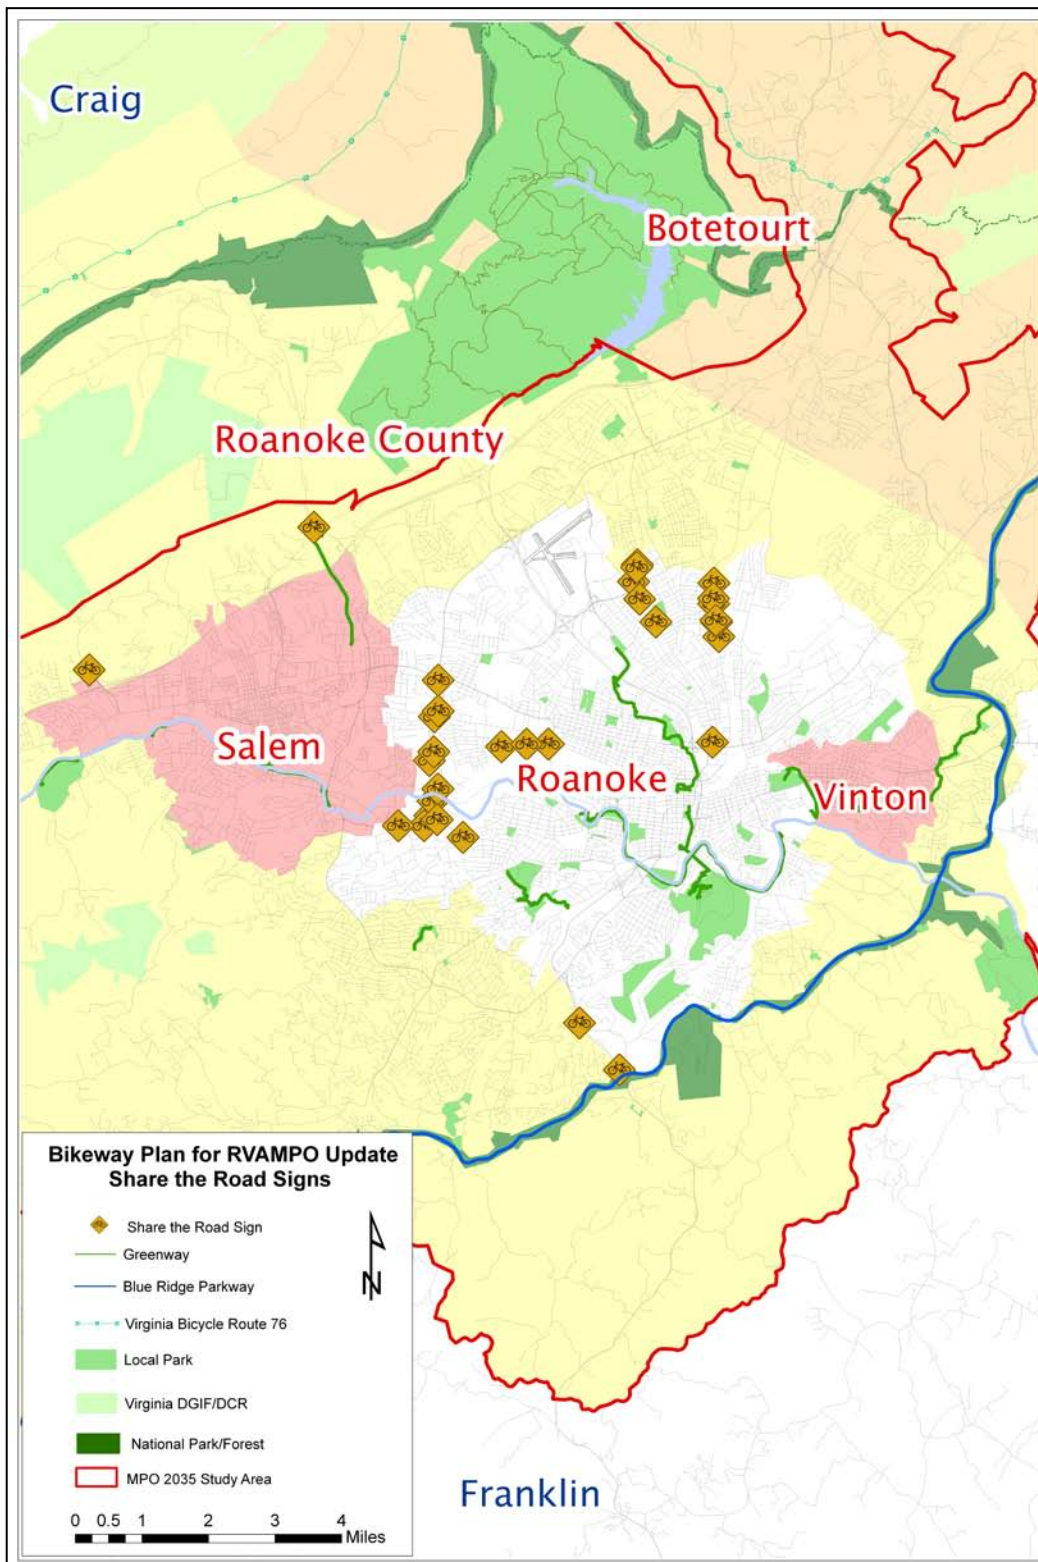 Craig
Botetourt
Roanoke County
Salem
Roanoke
Vinton
Bikeway Plan for RVAMPO Update
Share the Road Signs
Share the Road Sign
Greenway
Blue Ridge Parkway
N
Virginia Bicycle Route 76
Local Park
Virginia DGIF/DCR
National Park/Forest
MPO 2035 Study Area
0 0.5 1 2 3 4
Miles
Franklin